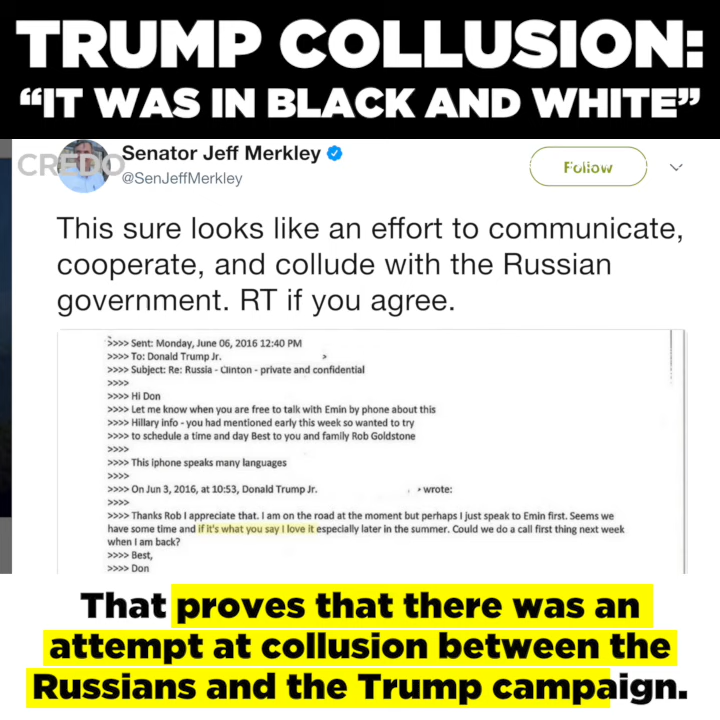 TRUMP COLLUSION:
“IT WAS IN BLACK AND WHITE”
CREDO
Senator Jeff Merkley
@SenJeffMerkley
Follow
This sure looks like an effort to communicate,
cooperate, and collude with the Russian
government. RT if you agree.
>>>> Sent: Monday, June 06, 2016 12:40 PM
>>>> To: Donald Trump Jr. >
>>>> Subject: Re: Russia - Clinton - private and confidential
>>>>
>>>> Hi Don
>>>> Let me know when you are free to talk with Emin by phone about this
>>>> Hillary info - you had mentioned early this week so wanted to try
>>>> to schedule a time and day Best to you and family Rob Goldstone
>>>>
>>>> This iphone speaks many languages
>>>>
>>>> On Jun 3, 2016, at 10:53, Donald Trump Jr. wrote:
>>>>
>>>> Thanks Rob I appreciate that. I am on the road at the moment but perhaps I just speak to Emin first. Seems we
have some time and if it's what you say I love it especially later in the summer. Could we do a call first thing next week
when I am back?
>>>> Best,
>>>> Don
That proves that there was an
attempt at collusion between the
Russians and the Trump campaign.